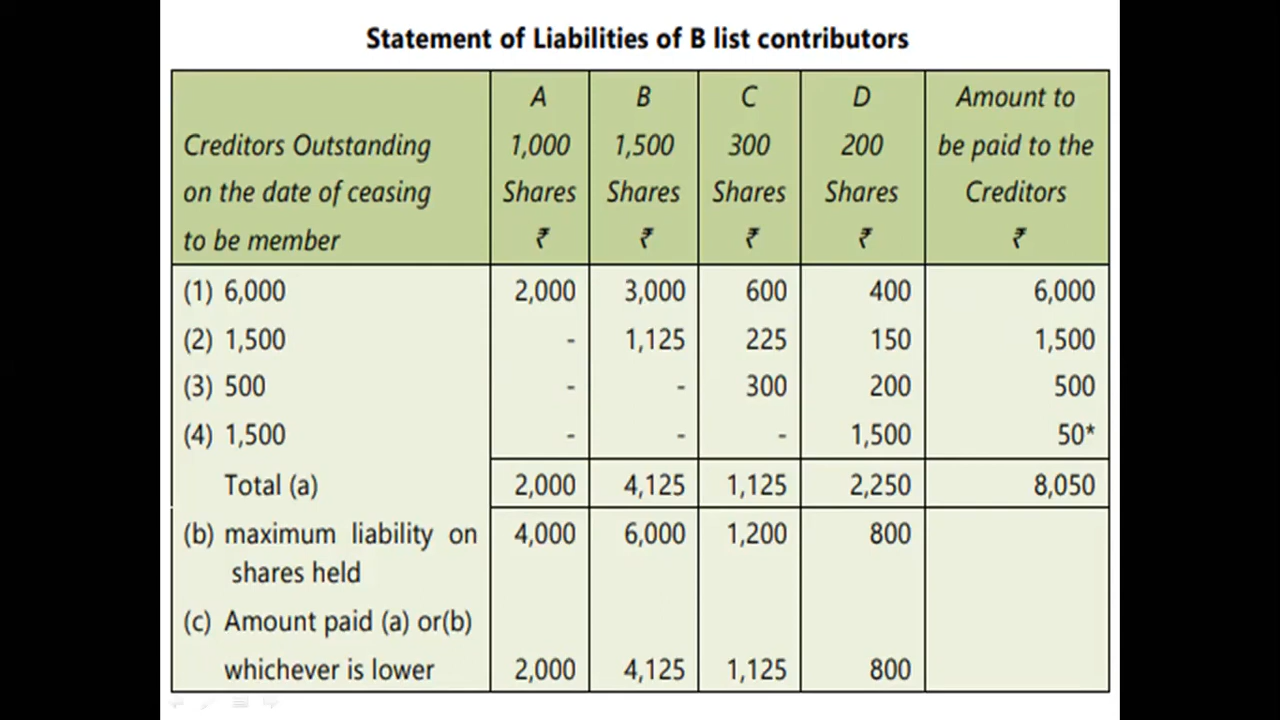 Statement of Liabilities of B list contributors
A B C D Amount to
Creditors Outstanding 1,000 1,500 300 200 be paid to the
on the date of ceasing Shares Shares Shares Shares Creditors
to be member ₹ ₹ ₹ ₹ ₹
(1) 6,000 2,000 3,000 600 400 6,000
(2) 1,500 - 1,125 225 150 1,500
(3) 500 - - 300 200 500
(4) 1,500 - - - 1,500 50*
Total (a) 2,000 4,125 1,125 2,250 8,050
(b) maximum liability on 4,000 6,000 1,200 800
shares held
(c) Amount paid (a) or(b)
whichever is lower 2,000 4,125 1,125 800